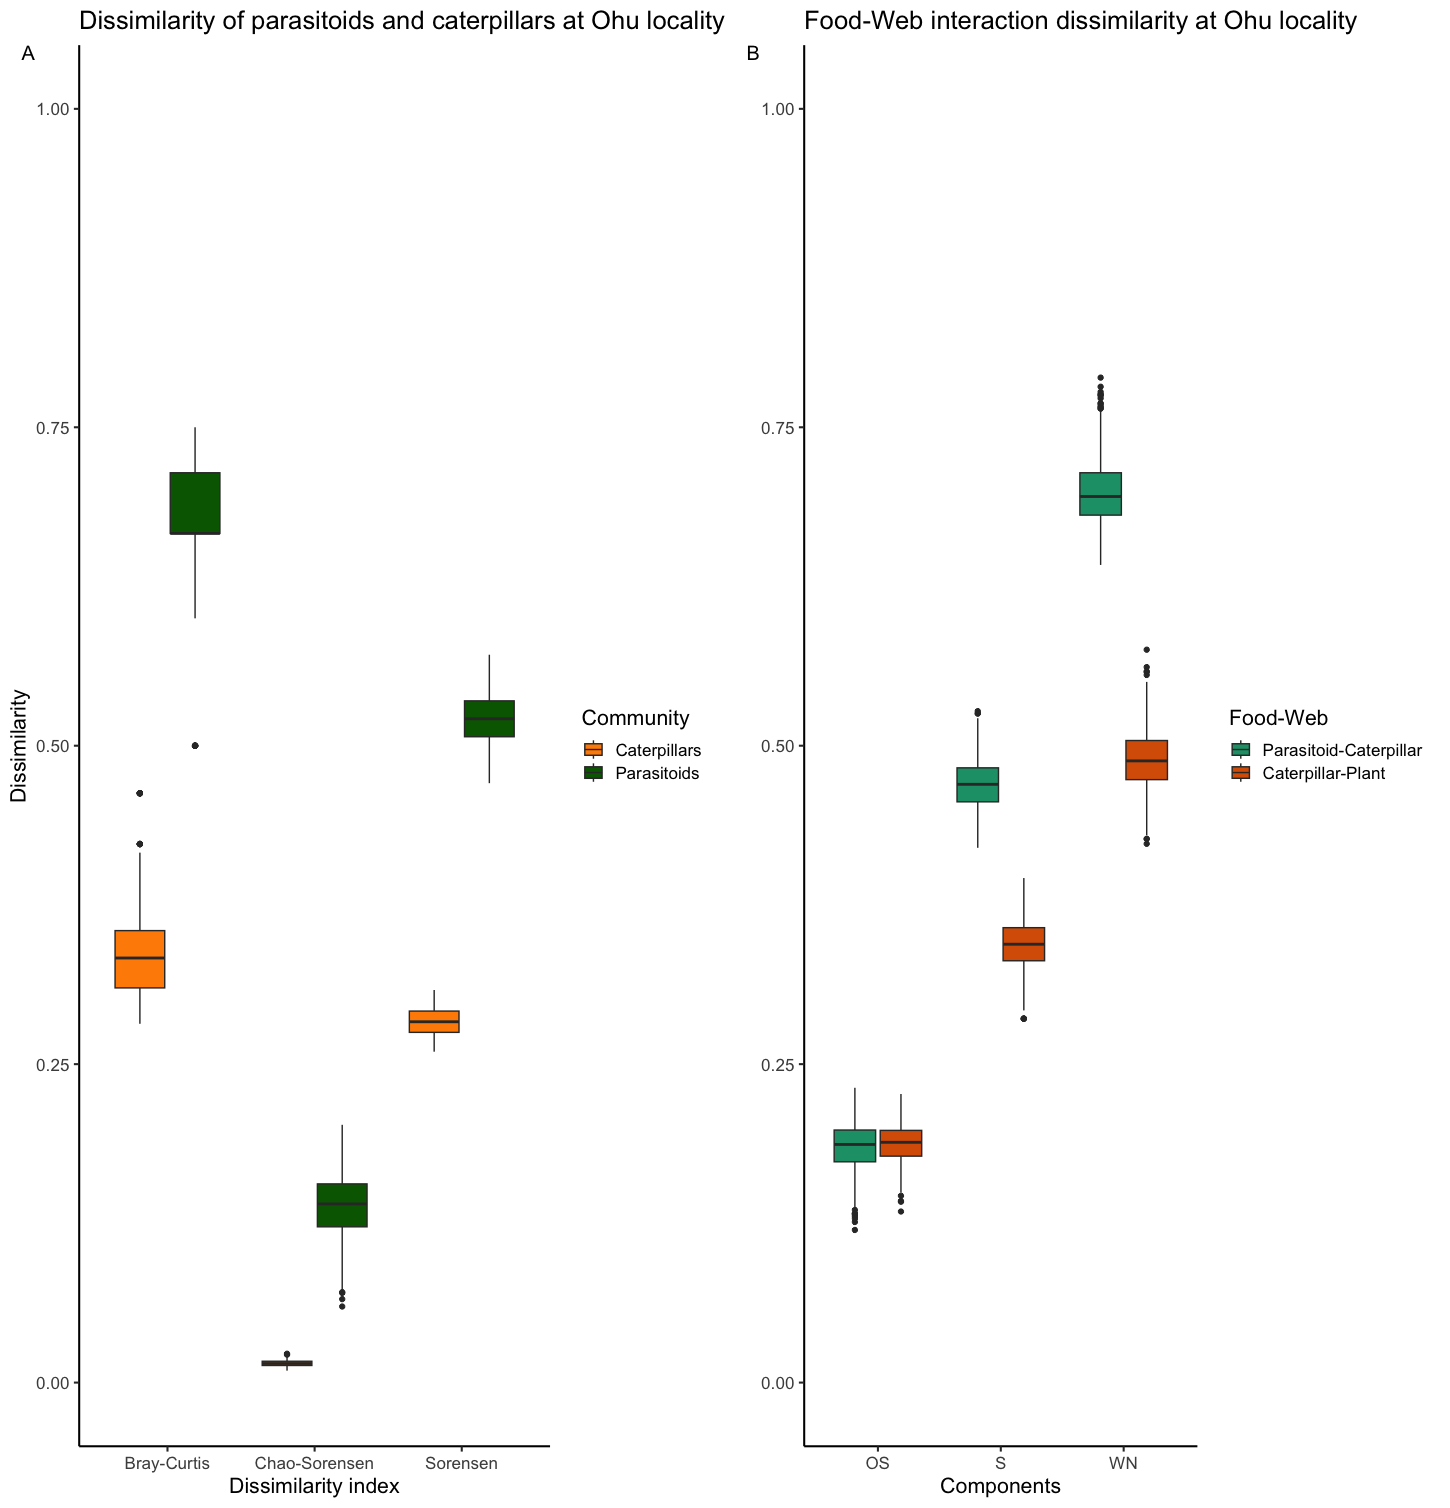 Dissimilarity of parasitoids and caterpillars at Ohu locality
A
1.00
0.75
0.50
0.25
0.00
Dissimilarity
Bray-Curtis Chao-Sorensen Sorensen
Dissimilarity index
Community
Caterpillars
Parasitoids
Food-Web interaction dissimilarity at Ohu locality
B
1.00
0.75
0.50
0.25
0.00
OS S WN
Components
Food-Web
Parasitoid-Caterpillar
Caterpillar-Plant